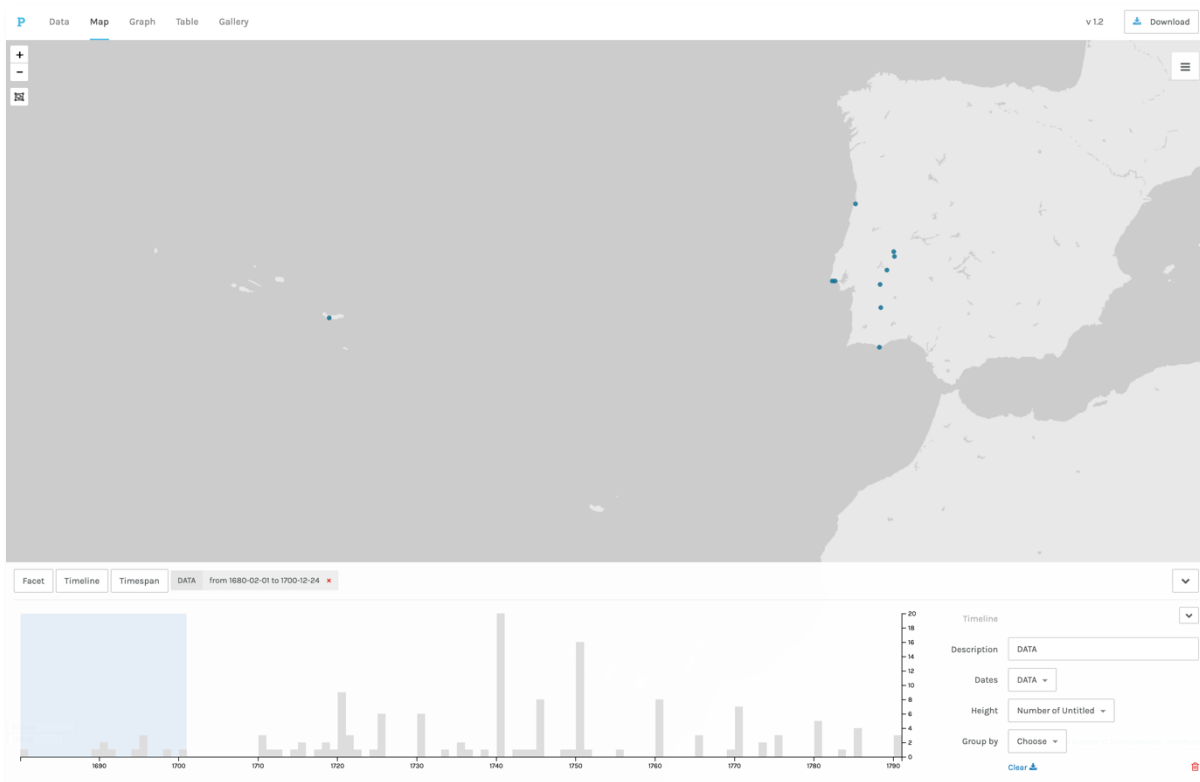 P Data Map Graph Table Gallery v 1.2 Download
+
−
Facet Timeline Timespan DATA from 1680-02-01 to 1700-12-24 ×
20
18
16
14
12
10
8
6
4
2
0
1690 1700 1710 1720 1730 1740 1750 1760 1770 1780 1790
Timeline
Description DATA
Dates DATA
Height Number of Untitled
Group by Choose
Clear